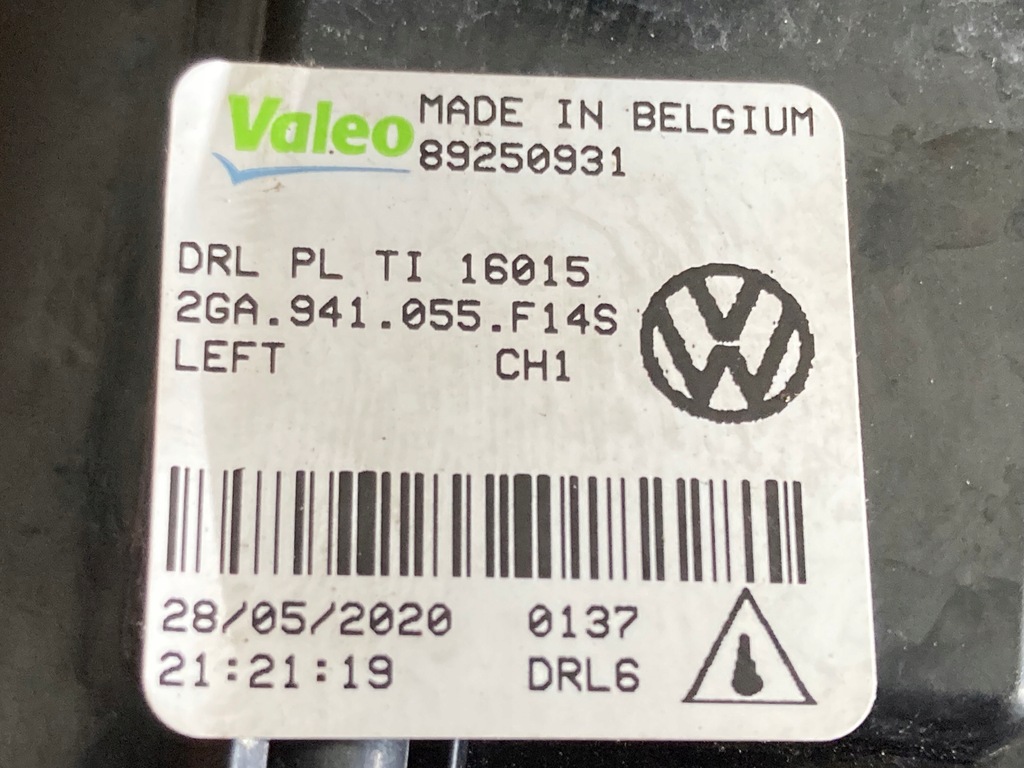 Valeo MADE IN BELGIUM
89250931
DRL PL TI 16015
2GA.941.055.F14S
LEFT CH1
28/05/2020 0137
21:21:19 DRL6